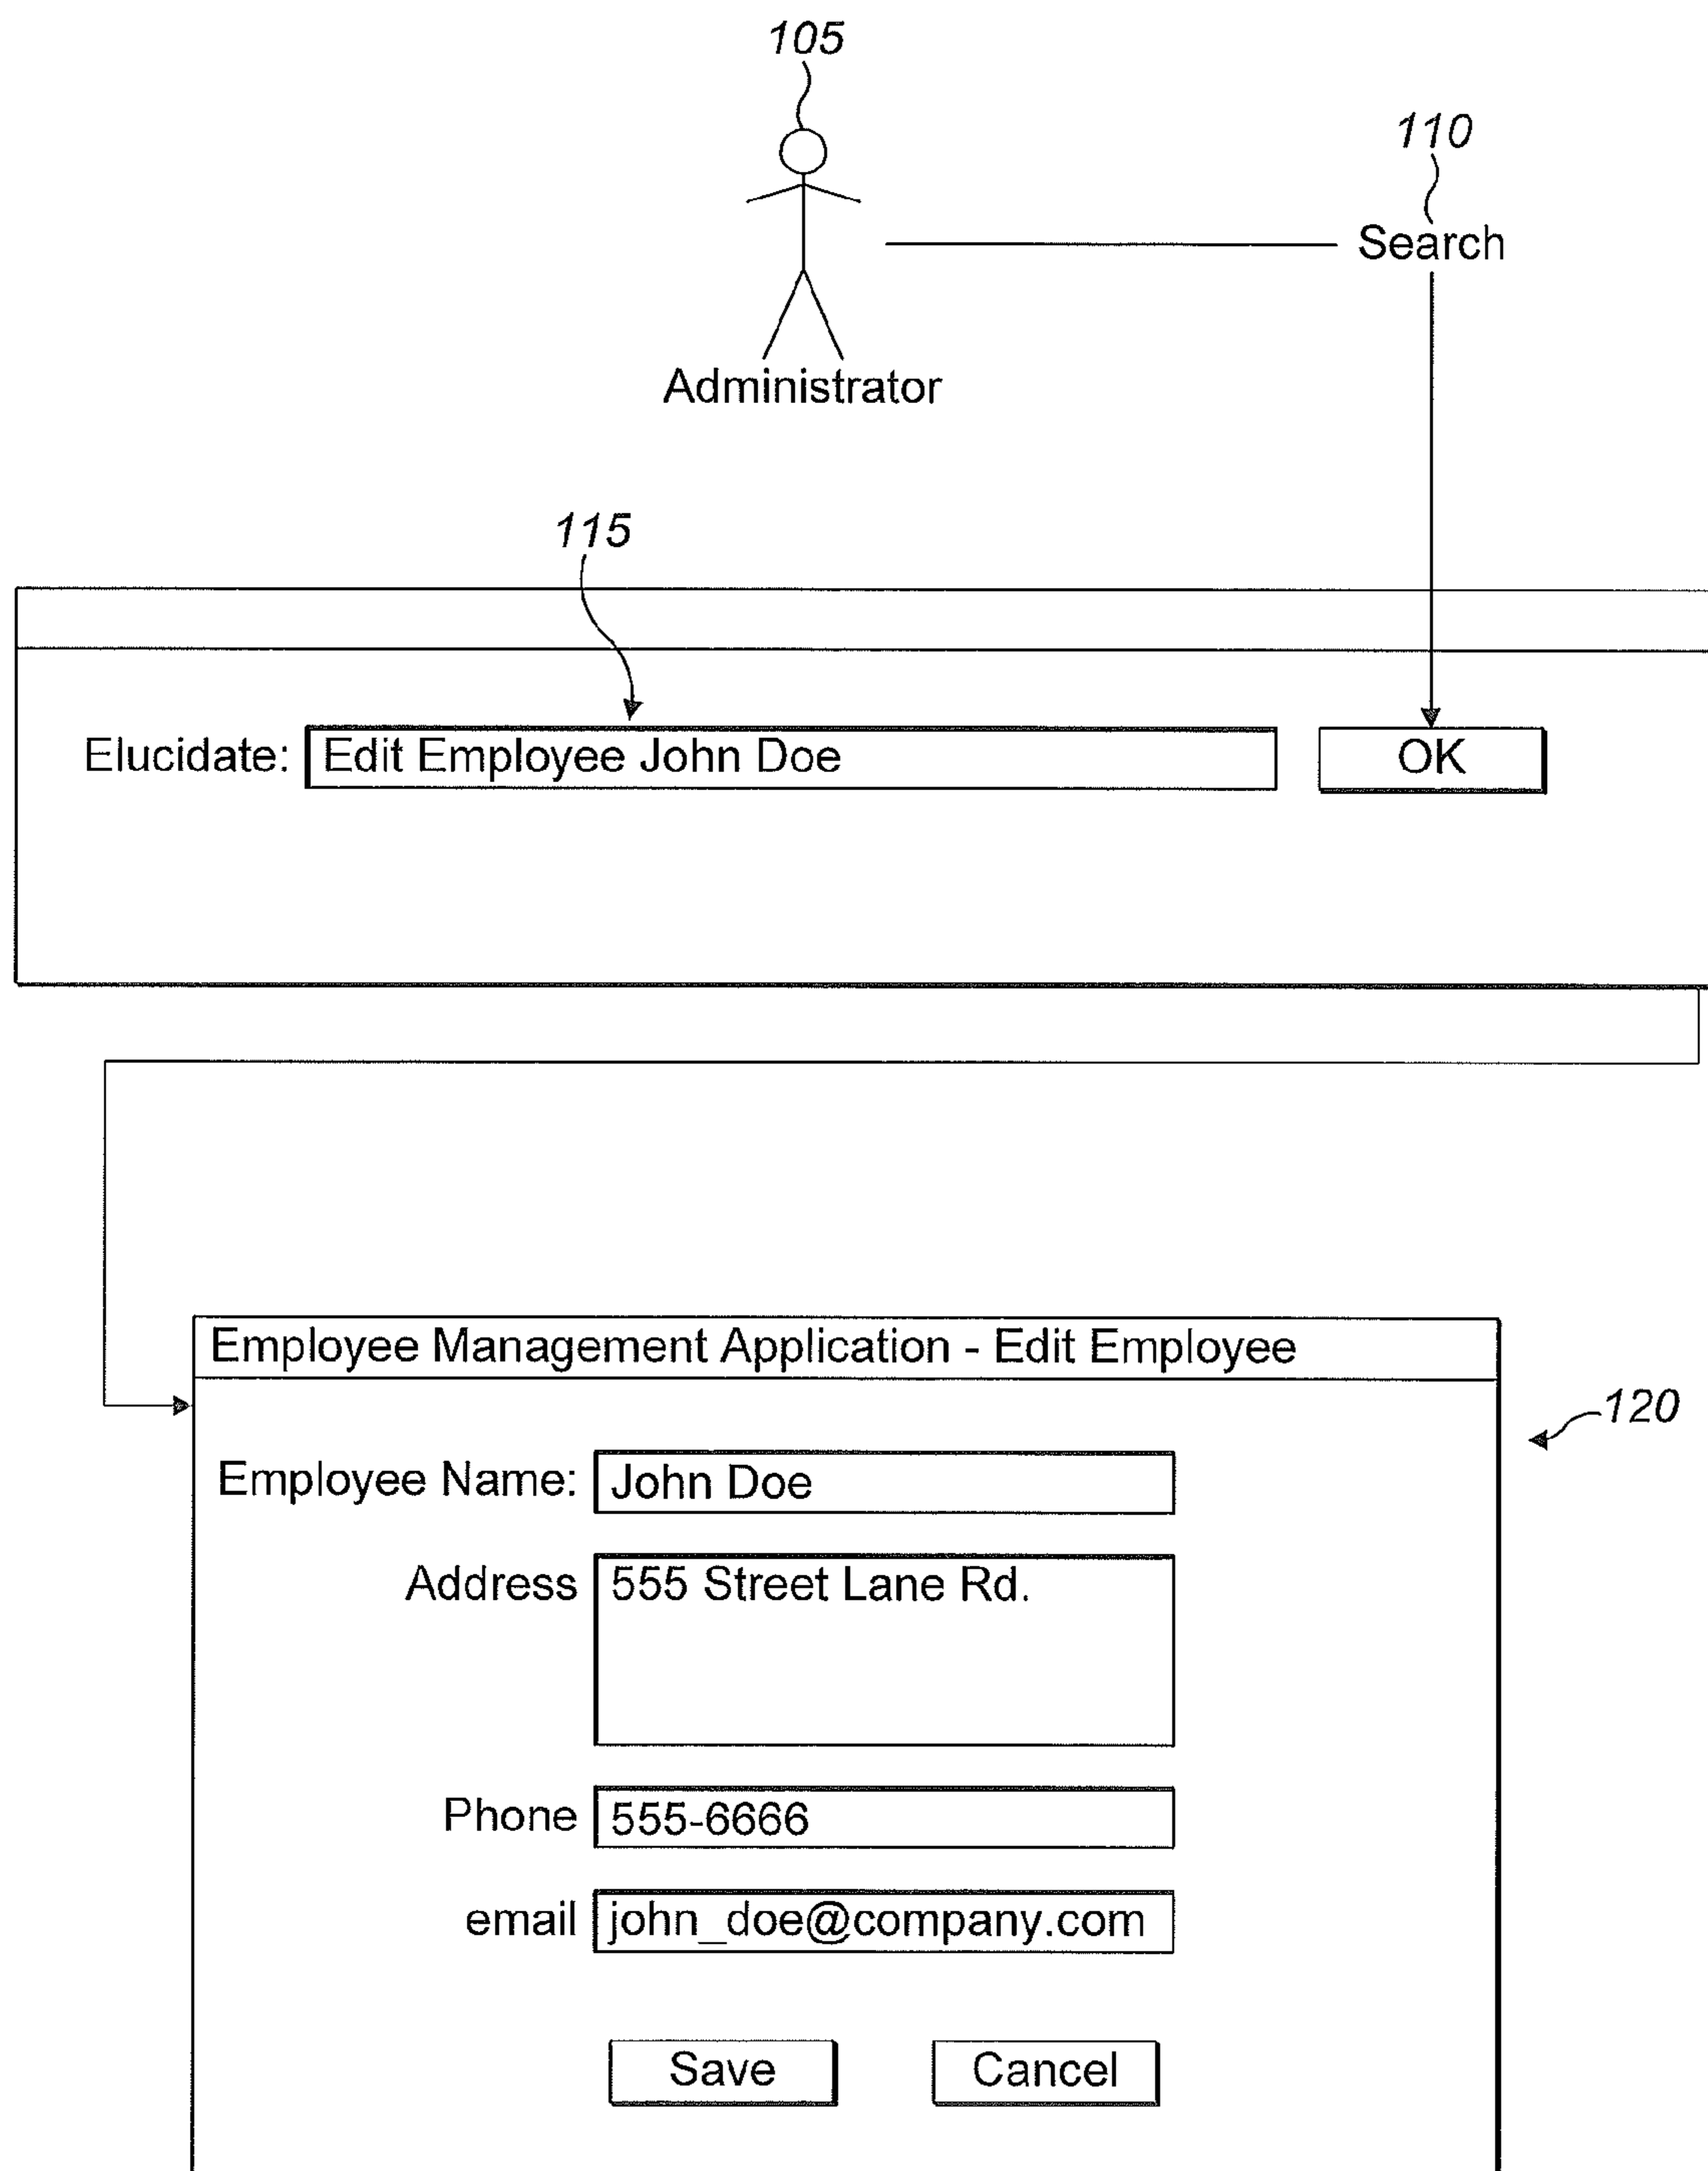 105
110
Search
Administrator
115
Elucidate: Edit Employee John Doe OK
Employee Management Application - Edit Employee
120
Employee Name: John Doe
Address 555 Street Lane Rd.
Phone 555-6666
email john_doe@company.com
Save Cancel